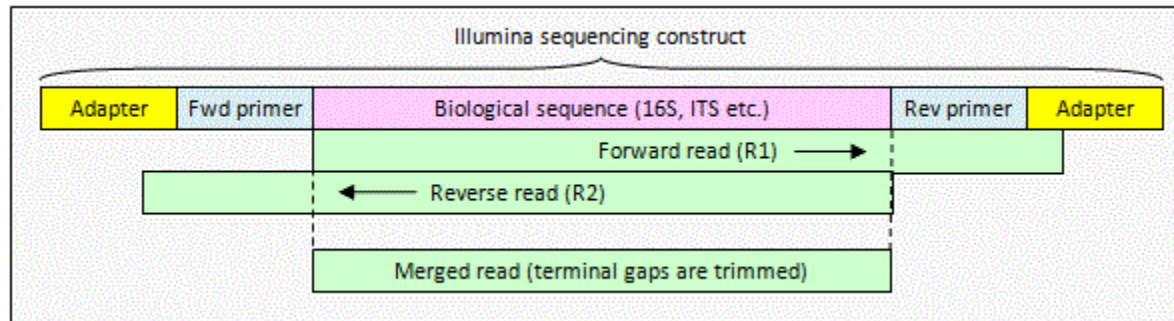 Illumina sequencing construct
Adapter Fwd primer Biological sequence (16S, ITS etc.) Rev primer Adapter
Forward read (R1)
Reverse read (R2)
Merged read (terminal gaps are trimmed)